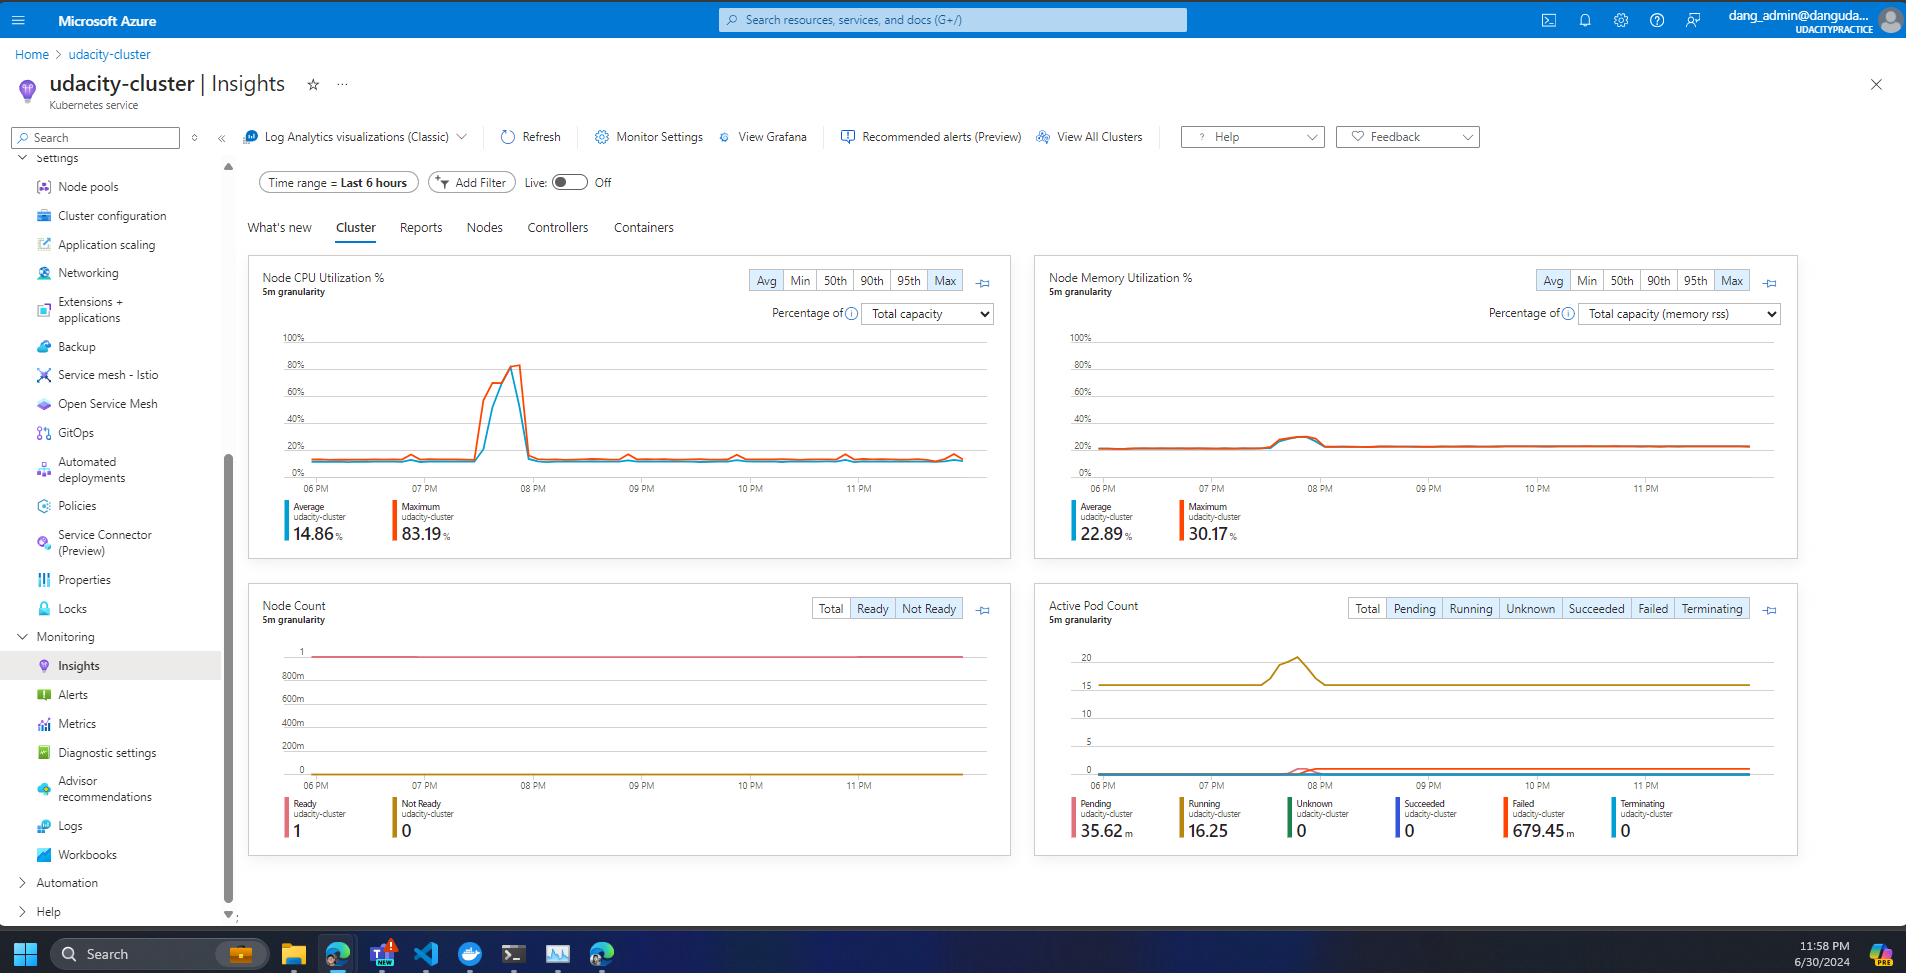 Microsoft Azure
Search resources, services, and docs (G+/)
dang_admin@danguda...
UDACITYPRACTICE
Home > udacity-cluster
udacity-cluster | Insights
Kubernetes service
Search
Log Analytics visualizations (Classic)
Refresh
Monitor Settings
View Grafana
Recommended alerts (Preview)
View All Clusters
? Help
Feedback
Settings
Node pools
Cluster configuration
Application scaling
Networking
Extensions +
applications
Backup
Service mesh - Istio
Open Service Mesh
GitOps
Automated
deployments
Policies
Service Connector
(Preview)
Properties
Locks
Monitoring
Insights
Alerts
Metrics
Diagnostic settings
Advisor
recommendations
Logs
Workbooks
Automation
Help
Time range = Last 6 hours
Add Filter
Live: Off
What's new Cluster Reports Nodes Controllers Containers
Node CPU Utilization %
5m granularity
Avg Min 50th 90th 95th Max
Percentage of Total capacity
100%
80%
60%
40%
20%
0%
06 PM 07 PM 08 PM 09 PM 10 PM 11 PM
Average
udacity-cluster
14.86 %
Maximum
udacity-cluster
83.19 %
Node Memory Utilization %
5m granularity
Avg Min 50th 90th 95th Max
Percentage of Total capacity (memory rss)
100%
80%
60%
40%
20%
0%
06 PM 07 PM 08 PM 09 PM 10 PM 11 PM
Average
udacity-cluster
22.89 %
Maximum
udacity-cluster
30.17 %
Node Count
5m granularity
Total Ready Not Ready
1
800m
600m
400m
200m
0
06 PM 07 PM 08 PM 09 PM 10 PM 11 PM
Ready
udacity-cluster
1
Not Ready
udacity-cluster
0
Active Pod Count
5m granularity
Total Pending Running Unknown Succeeded Failed Terminating
20
15
10
5
0
06 PM 07 PM 08 PM 09 PM 10 PM 11 PM
Pending
udacity-cluster
35.62 m
Running
udacity-cluster
16.25
Unknown
udacity-cluster
0
Succeeded
udacity-cluster
0
Failed
udacity-cluster
679.45 m
Terminating
udacity-cluster
0
Search
NEW
11:58 PM
6/30/2024
PRE